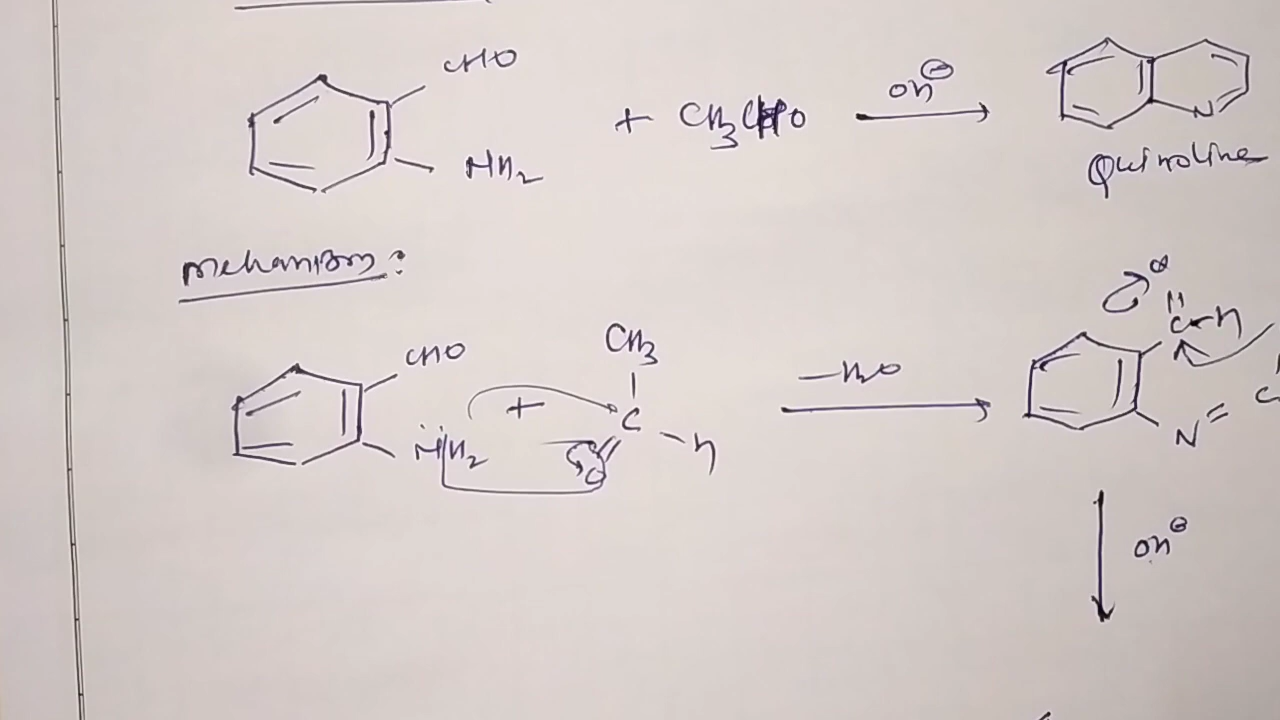 CHO
+ CH3CHO OH⊖
NH2
N
Quinoline
mechanism:
O
CHO CH3 C-H
+ C -H2O
NH2 O H N = C
OH⊖